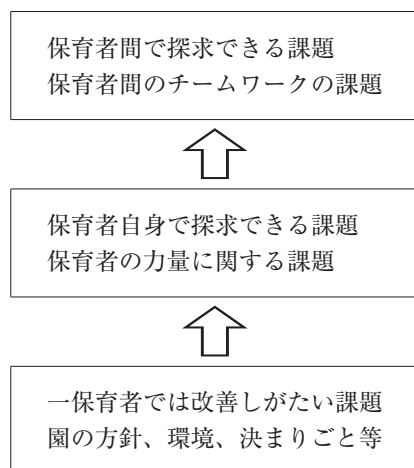 保育者間で探求できる課題
保育者間のチームワークの課題
保育者自身で探求できる課題
保育者の力量に関する課題
一保育者では改善しがたい課題
園の方針、環境、決まりごと等